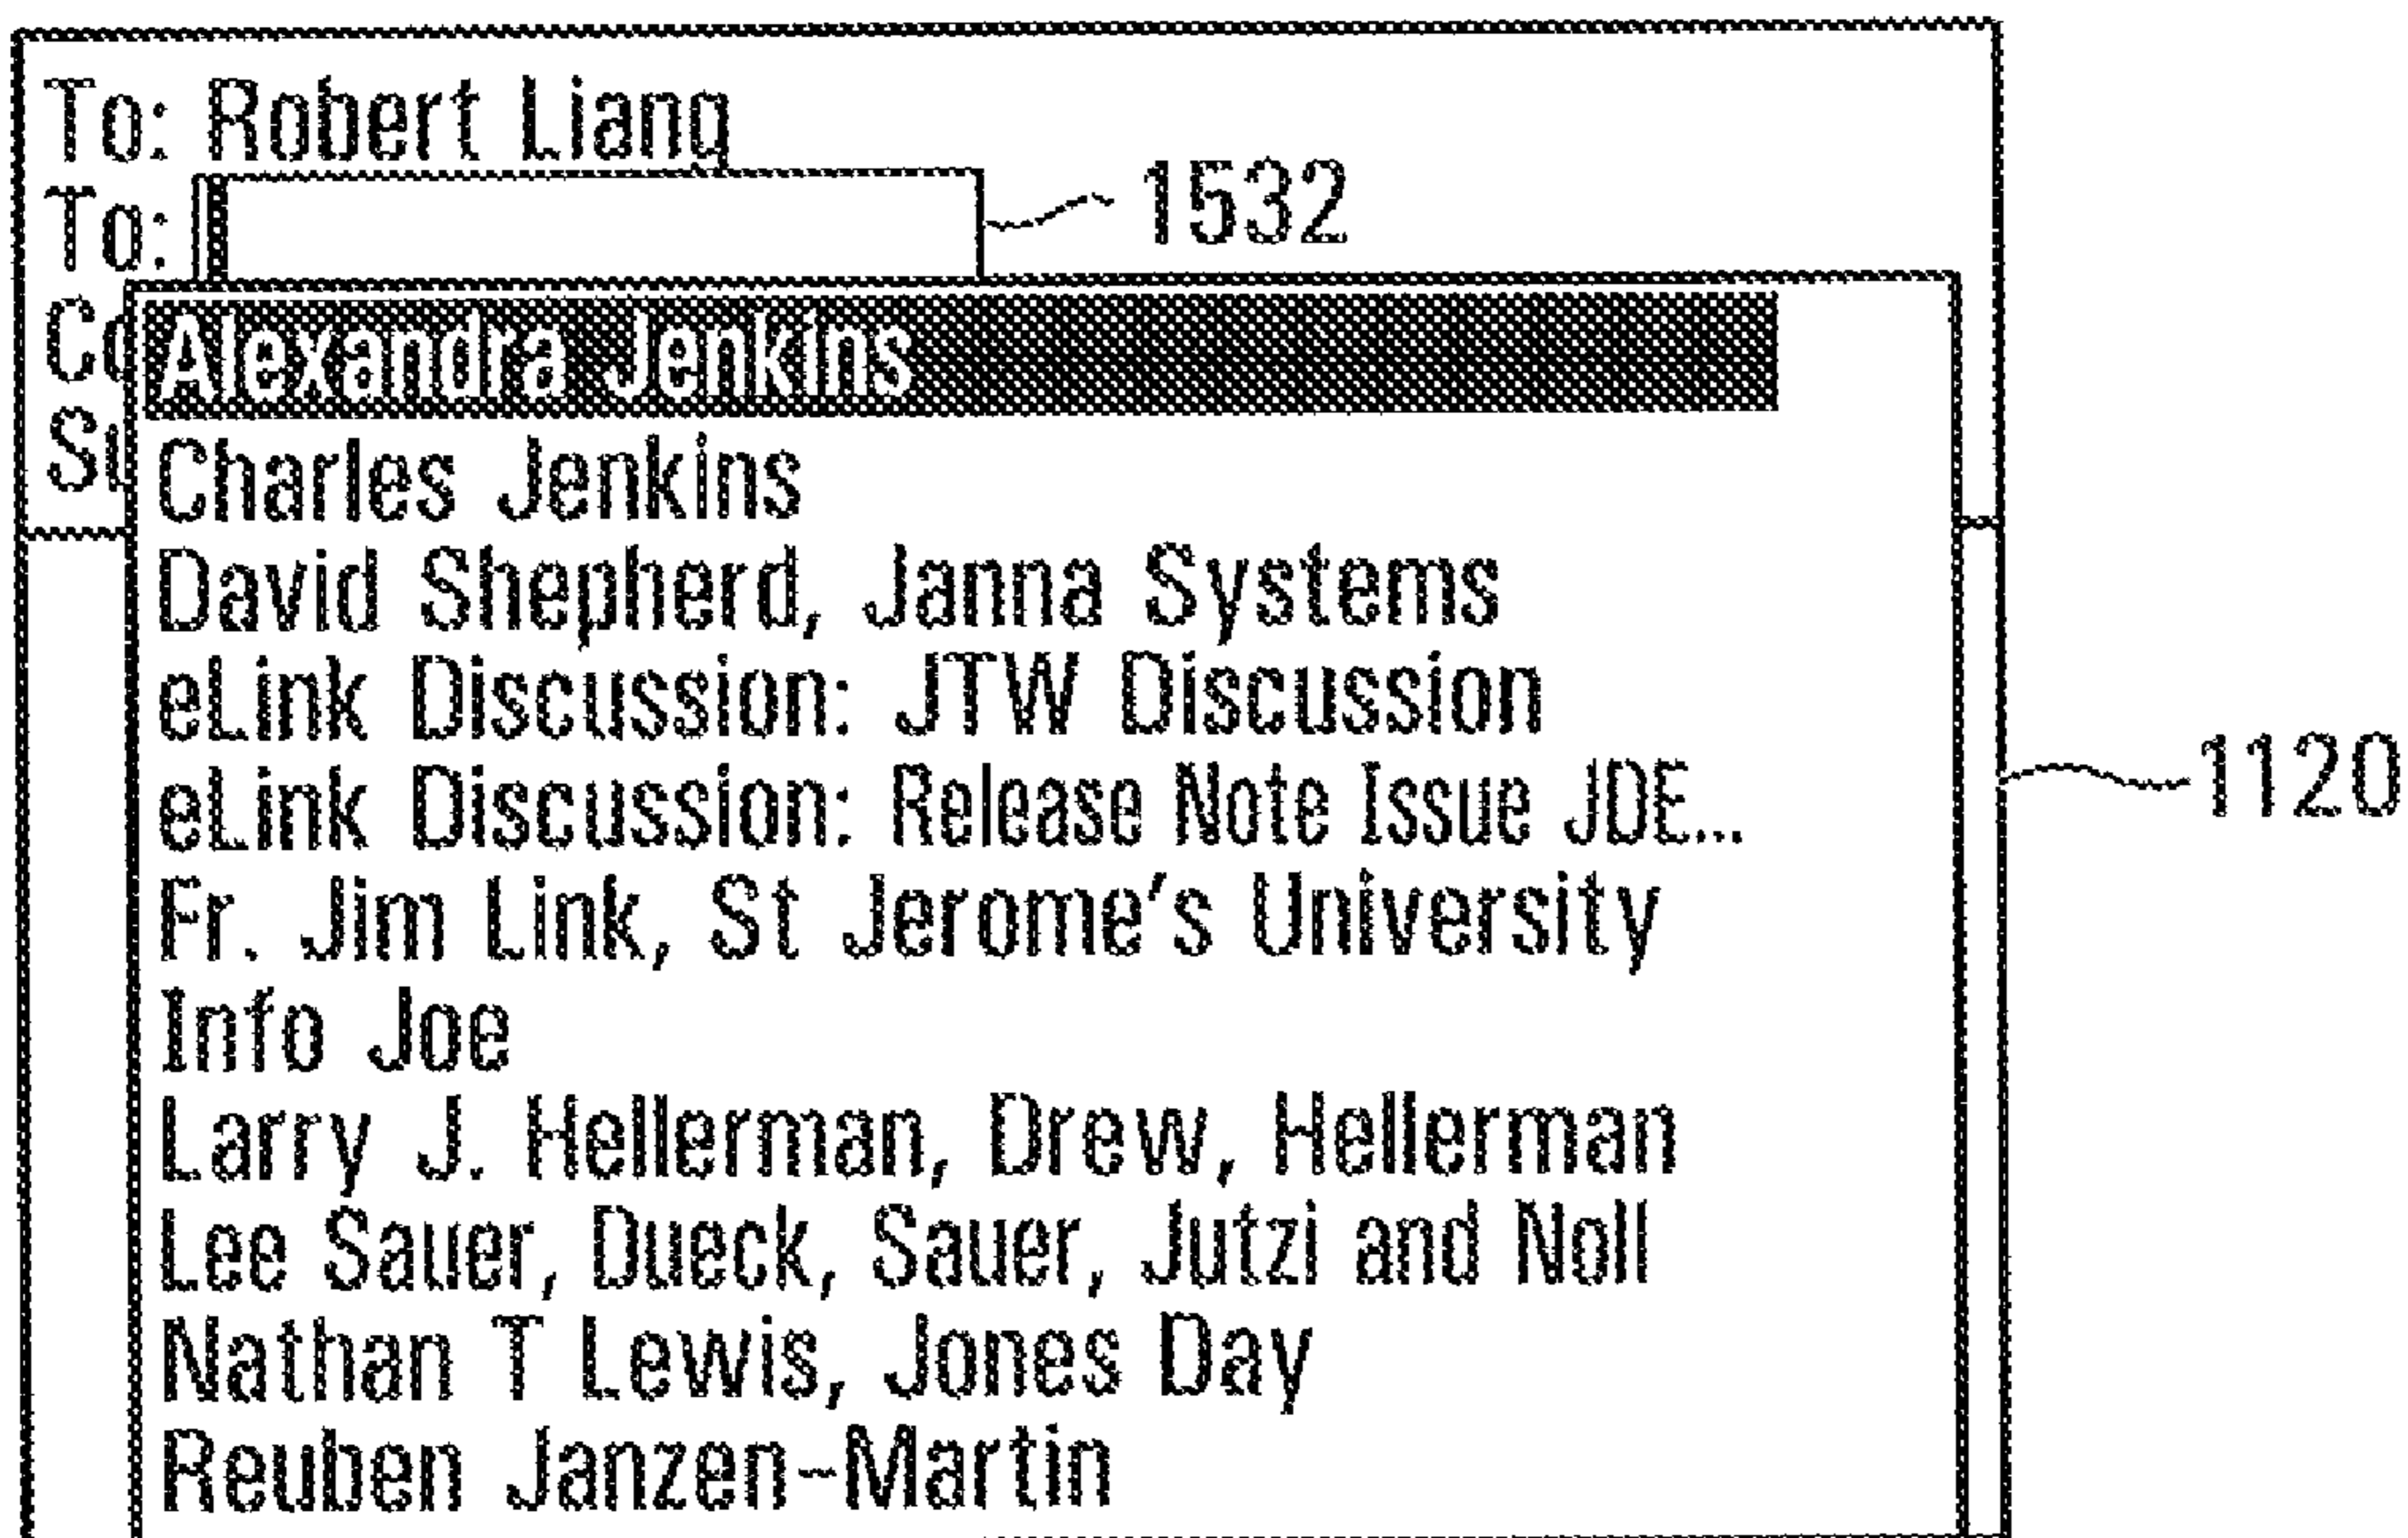 To: Robert Liang
To:
1532
Alexandra Jenkins
Charles Jenkins
David Shepherd, Janna Systems
eLink Discussion: JTW Discussion
eLink Discussion: Release Note Issue JDE...
1120
Fr. Jim Link, St Jerome's University
Info Joe
Larry J. Hellerman, Drew, Hellerman
Lee Sauer, Dueck, Sauer, Jutzi and Noll
Nathan T Lewis, Jones Day
Reuben Janzen-Martin